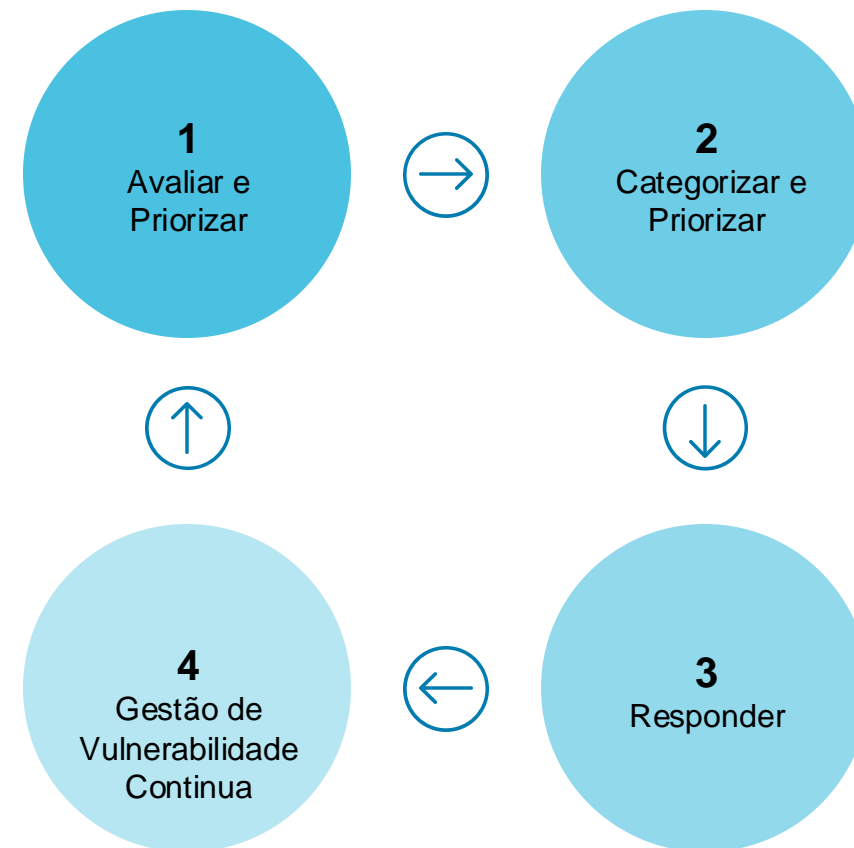 1
Avaliar e
Priorizar
2
Categorizar e
Priorizar
3
Responder
4
Gestão de
Vulnerabilidade
Continua